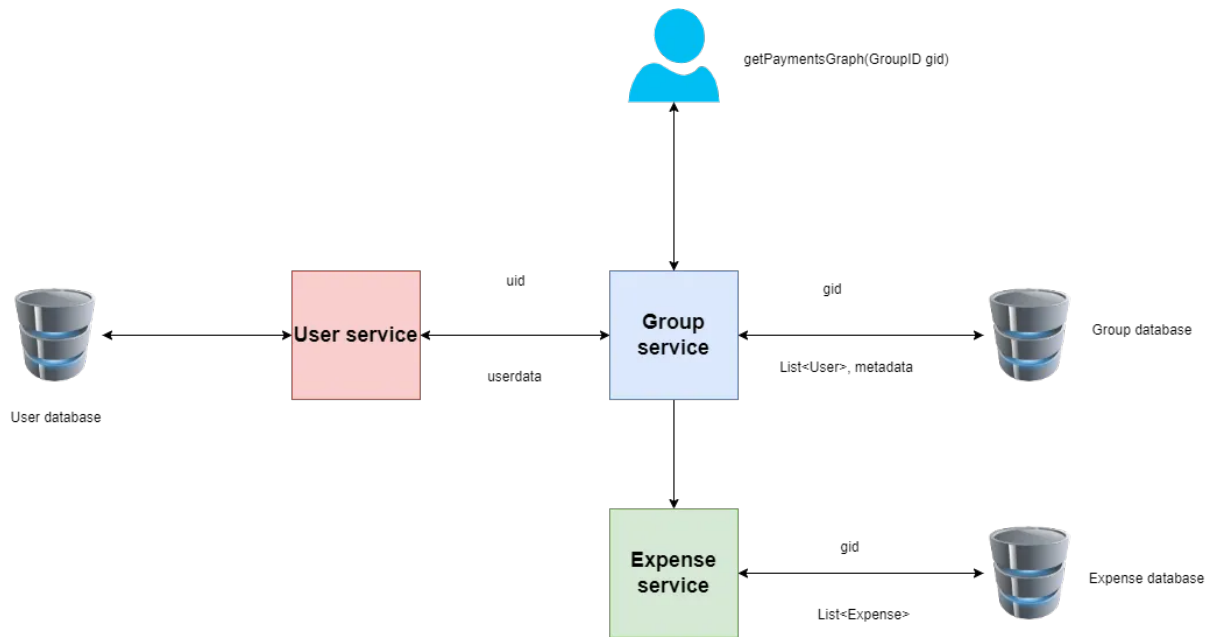 getPaymentsGraph(GroupID gid)
uid
gid
User service
Group
service
Group database
userdata
List<User>, metadata
User database
Expense
service
gid
Expense database
List<Expense>